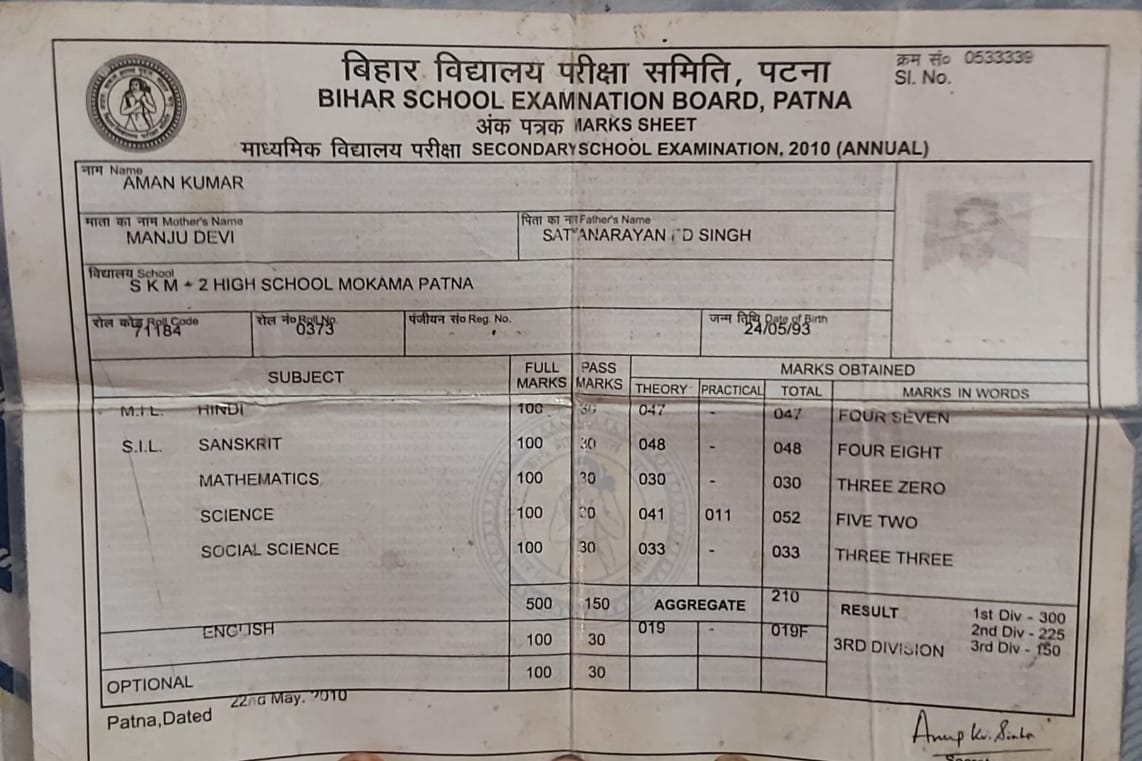 बिहार विद्यालय परीक्षा समिति, पटना
क्रम सं० 0533339
Sl. No.
BIHAR SCHOOL EXAMNATION BOARD, PATNA
अंक पत्रक MARKS SHEET
माध्यमिक विद्यालय परीक्षा SECONDARY SCHOOL EXAMINATION, 2010 (ANNUAL)
नाम Name
AMAN KUMAR
माता का नाम Mother's Name पिता का Father's Name
MANJU DEVI SATYANARAYAN SINGH
विद्यालय School
S K M + 2 HIGH SCHOOL MOKAMA PATNA
रोल कोड Roll Code रोल नं० Roll No. पंजीयन सं० Reg. No. जन्म तिथि Date of Birth
71184 0373 24/05/93
SUBJECT FULL MARKS PASS MARKS MARKS OBTAINED
THEORY PRACTICAL TOTAL MARKS IN WORDS
M.I.L. HINDI 100 30 047 - 047 FOUR SEVEN
S.I.L. SANSKRIT 100 30 048 - 048 FOUR EIGHT
MATHEMATICS 100 30 030 - 030 THREE ZERO
SCIENCE 100 30 041 011 052 FIVE TWO
SOCIAL SCIENCE 100 30 033 - 033 THREE THREE
500 150 AGGREGATE 210 RESULT 1st Div - 300
2nd Div - 225
ENGLISH 100 30 019 - 019F 3RD DIVISION 3rd Div - 150
OPTIONAL 100 30
Patna,Dated 22nd May. 2010
Anup Kr. Sinha